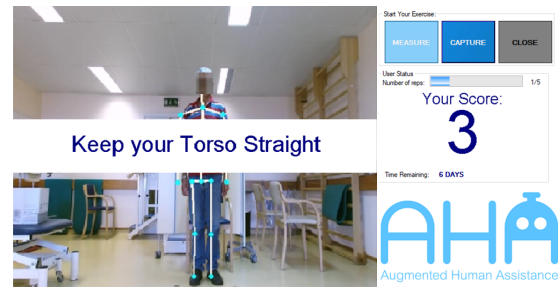 Keep your Torso Straight
Start Your Exercise:
MEASURE
CAPTURE
CLOSE
User Status
Number of reps:
1/5
Your Score:
3
Time Remaining: 6 DAYS
AHA
Augmented Human Assistance